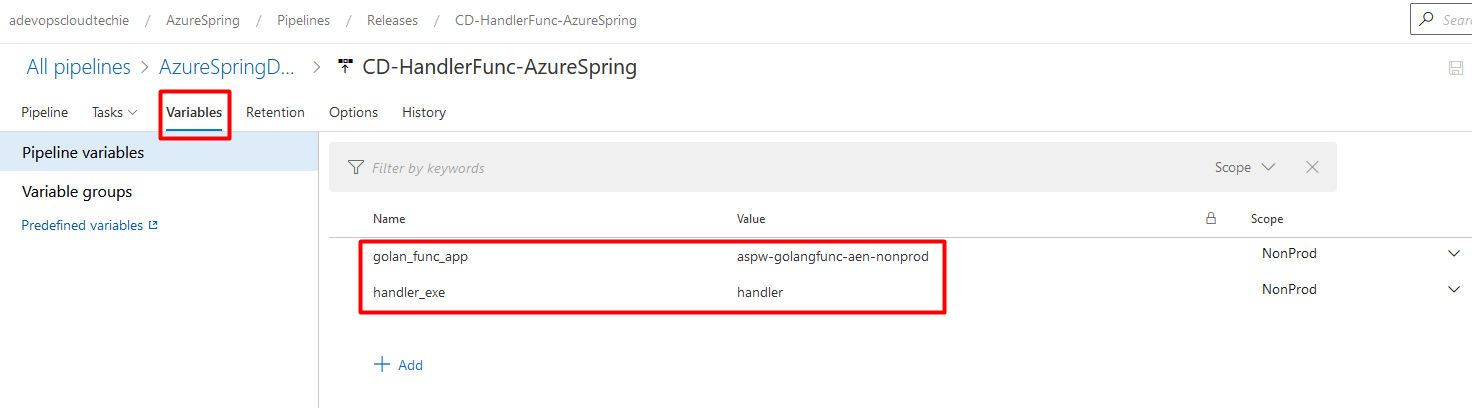 adevopscloudtechie / AzureSpring / Pipelines / Releases / CD-HandlerFunc-AzureSpring
Sear
All pipelines > AzureSpringD... > CD-HandlerFunc-AzureSpring
Pipeline Tasks Variables Retention Options History
Pipeline variables
Filter by keywords Scope
Variable groups
Predefined variables
Name Value Scope
golan_func_app aspw-golangfunc-aen-nonprod NonProd
handler_exe handler NonProd
Add